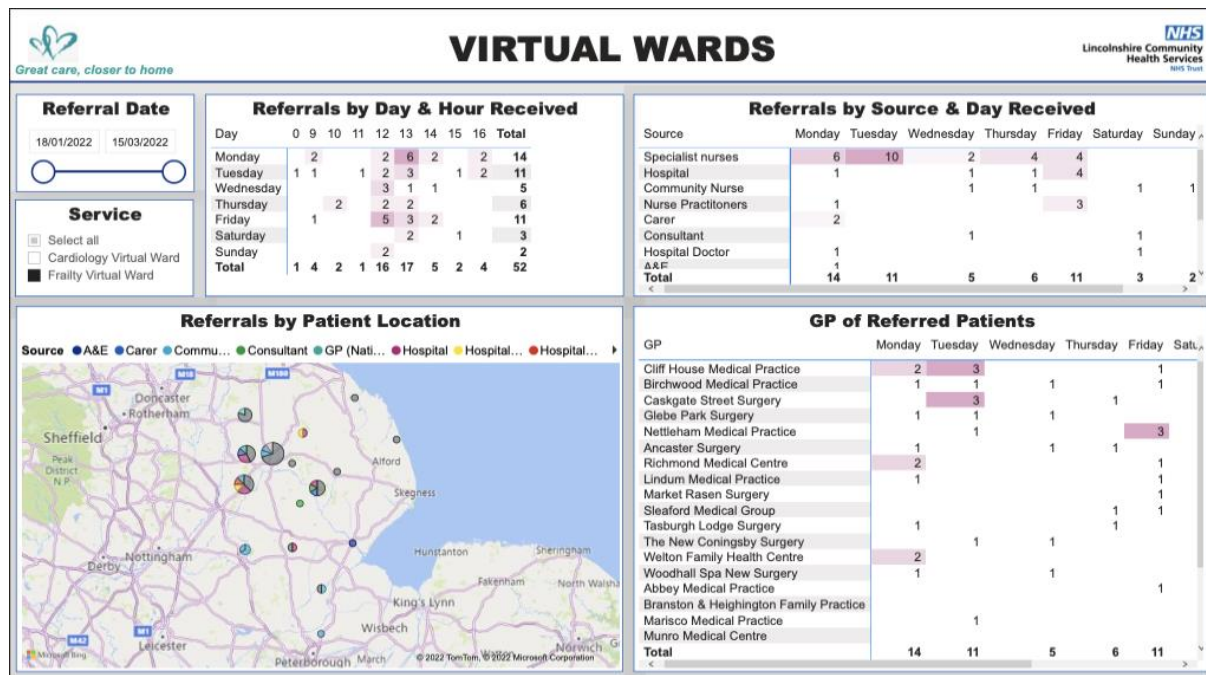 VIRTUAL WARDS
Great care, closer to home
NHS
Lincolnshire Community
Health Services
NHS Trust
Referral Date
18/01/2022 15/03/2022
Service
Select all
Cardiology Virtual Ward
Frailty Virtual Ward
Referrals by Day & Hour Received
Day 0 9 10 11 12 13 14 15 16 Total
Monday 2 2 6 2 2 14
Tuesday 1 1 1 2 3 1 2 11
Wednesday 3 1 1 5
Thursday 2 2 2 6
Friday 1 5 3 2 11
Saturday 2 1 3
Sunday 2 2
Total 1 4 2 1 16 17 5 2 4 52
Referrals by Source & Day Received
Source Monday Tuesday Wednesday Thursday Friday Saturday Sunday
Specialist nurses 6 10 2 4 4
Hospital 1 1 1 4
Community Nurse 1 1 1 1
Nurse Practitoners 1 3
Carer 2
Consultant 1 1
Hospital Doctor 1 1
A&E 1
Total 14 11 5 6 11 3 2
Referrals by Patient Location
Source A&E Carer Commu... Consultant GP (Nati... Hospital Hospital... Hospital...
M18
M180
M1
Doncaster
Rotherham
Sheffield
Peak
District
N.P.
Alford
Skegness
Nottingham
Derby
Hunstanton
Sheringham
Fakenham
North Walsha
King's Lynn
Wisbech
M1
M42
Leicester
Norwich
Peterborough March
Microsoft Bing
© 2022 TomTom, © 2022 Microsoft Corporation
GP of Referred Patients
GP Monday Tuesday Wednesday Thursday Friday Satu
Cliff House Medical Practice 2 3 1
Birchwood Medical Practice 1 1 1 1
Caskgate Street Surgery 3 1
Glebe Park Surgery 1 1 1
Nettleham Medical Practice 1 3
Ancaster Surgery 1 1 1
Richmond Medical Centre 2 1
Lindum Medical Practice 1 1
Market Rasen Surgery 1
Sleaford Medical Group 1 1
Tasburgh Lodge Surgery 1 1
The New Coningsby Surgery 1 1
Welton Family Health Centre 2
Woodhall Spa New Surgery 1 1
Abbey Medical Practice 1
Branston & Heighington Family Practice
Marisco Medical Practice 1
Munro Medical Centre
Total 14 11 5 6 11